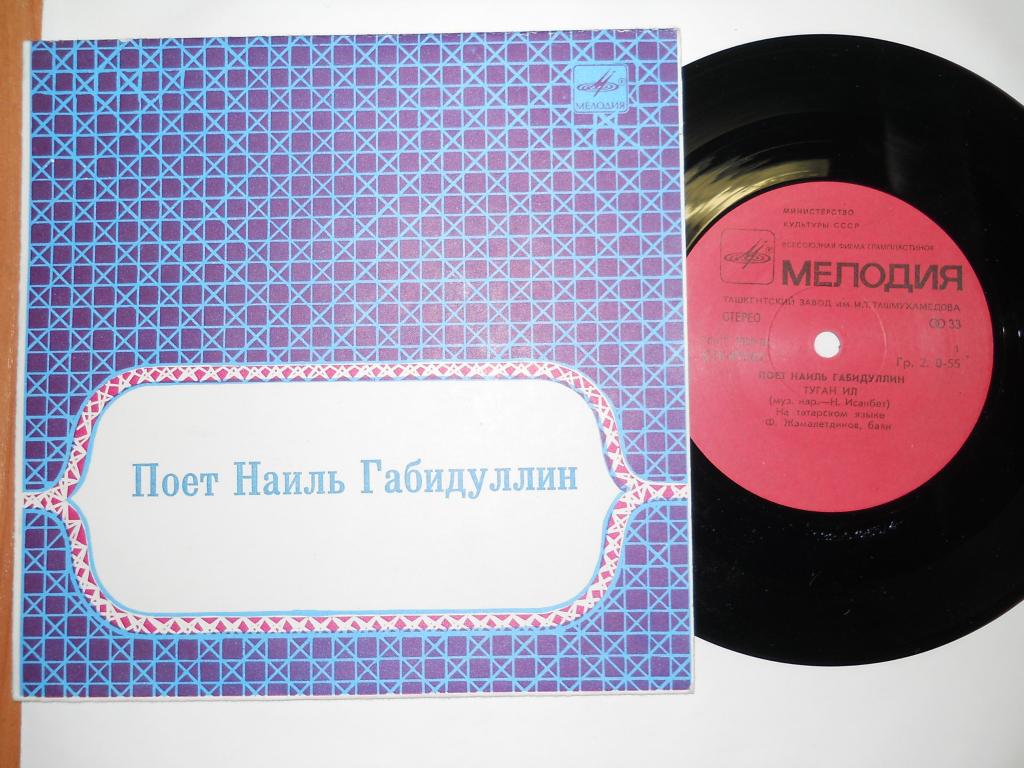 МЕЛОДИЯ
Поет Наиль Габидуллин
МИНИСТЕРСТВО
КУЛЬТУРЫ СССР
ВСЕСОЮЗНАЯ ФИРМА ГРАМПЛАСТИНОК
МЕЛОДИЯ
ТАШКЕНТСКИЙ ЗАВОД ИМ. М.Т. ТАШМУХАМЕДОВА
СТЕРЕО 33
1
Гр. 2. 0-55
ПОЕТ НАИЛЬ ГАБИДУЛЛИН
ТУГАН ИЛ
(муз. нар.—Н. Исанбет)
На татарском языке
Ф. Жамалетдинов, баян